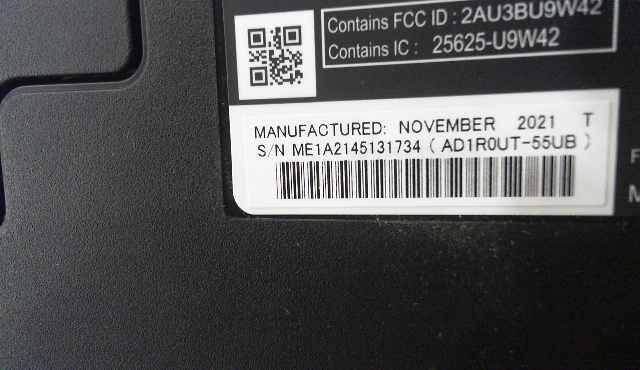 Contains FCC ID : 2AU3BU9W42
Contains IC : 25625-U9W42
MANUFACTURED: NOVEMBER 2021 T
S/N ME1A2145131734 ( AD1R0UT-55UB )